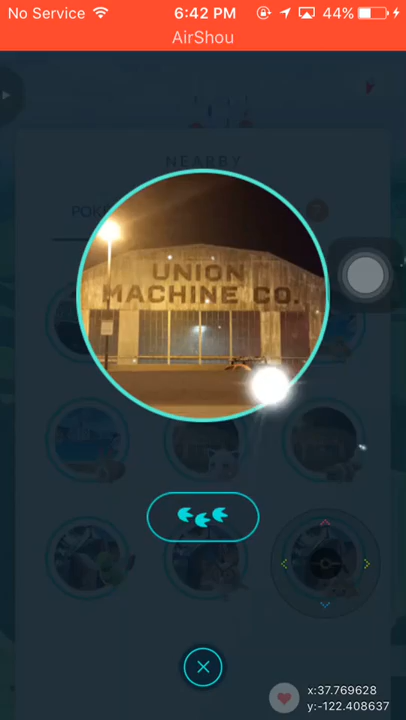 No Service 6:42 PM 44%
AirShou
NEARBY
UNION
MACHINE CO.
x:37.769628
y:-122.408637